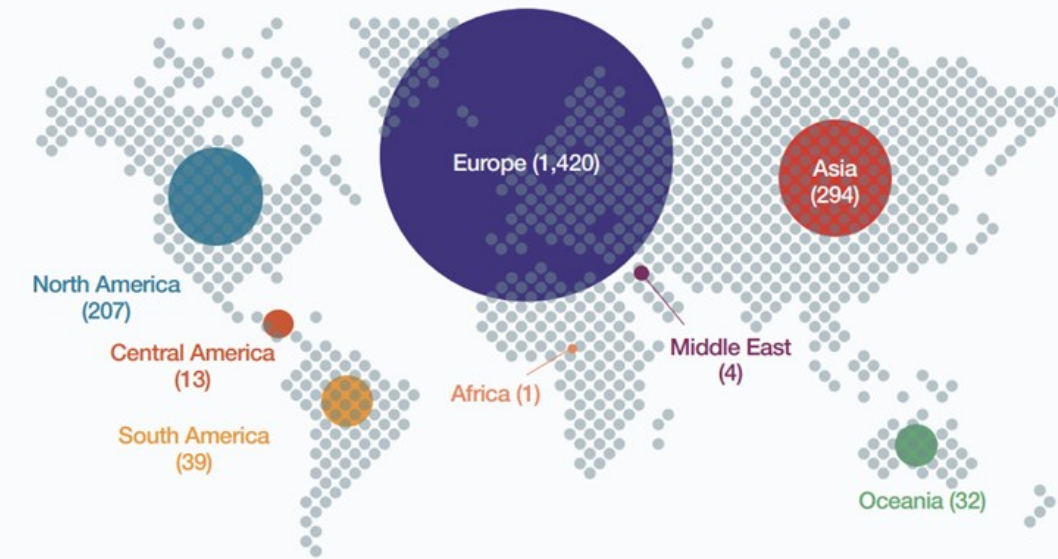 Europe (1,420)
Asia
(294)
North America
(207)
Central America
(13)
South America
(39)
Africa (1)
Middle East
(4)
Oceania (32)